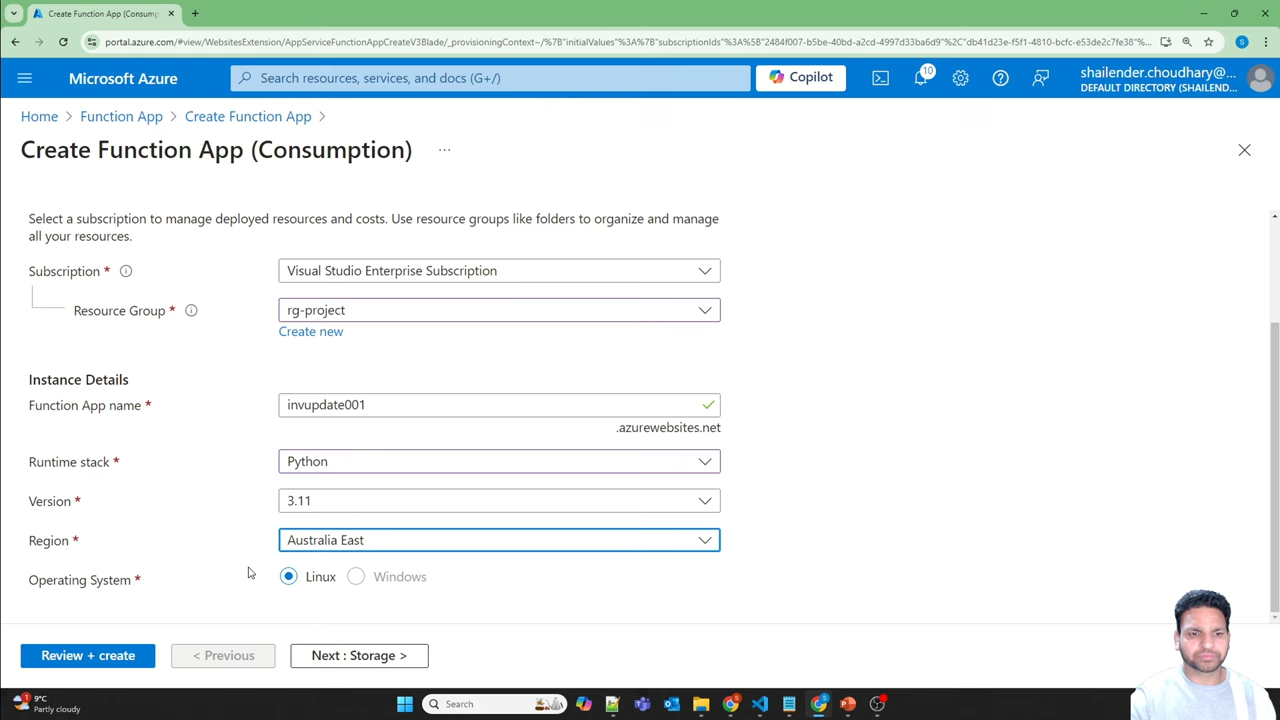 Create Function App (Consump
portal.azure.com/#view/WebsitesExtension/AppServiceFunctionAppCreateV3Blade/_provisioningContext~/%7B"initialValues"%3A%7B"subscriptionIds"%3A%5B"2484f007-b5be-40bd-a2cd-4997d33ba6d9"%2C"db41d23e-f5f1-4810-bcfc-e53de2c7fe38"%...
Microsoft Azure
Search resources, services, and docs (G+/)
Copilot
10
shailender.choudhary@...
DEFAULT DIRECTORY (SHAILEND...
Home > Function App > Create Function App >
Create Function App (Consumption) ...
Select a subscription to manage deployed resources and costs. Use resource groups like folders to organize and manage
all your resources.
Subscription *
Visual Studio Enterprise Subscription
Resource Group *
rg-project
Create new
Instance Details
Function App name *
invupdate001
.azurewebsites.net
Runtime stack *
Python
Version *
3.11
Region *
Australia East
Operating System *
Linux
Windows
Review + create
< Previous
Next : Storage >
1
9°C
Partly cloudy
Search